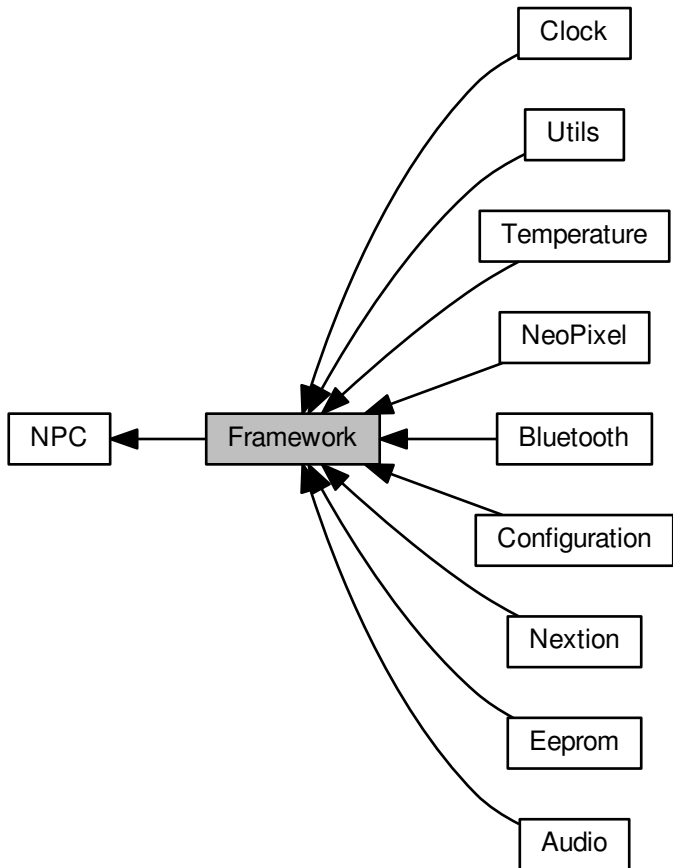 Clock
Utils
Temperature
NeoPixel
NPC
Framework
Bluetooth
Configuration
Nextion
Eeprom
Audio